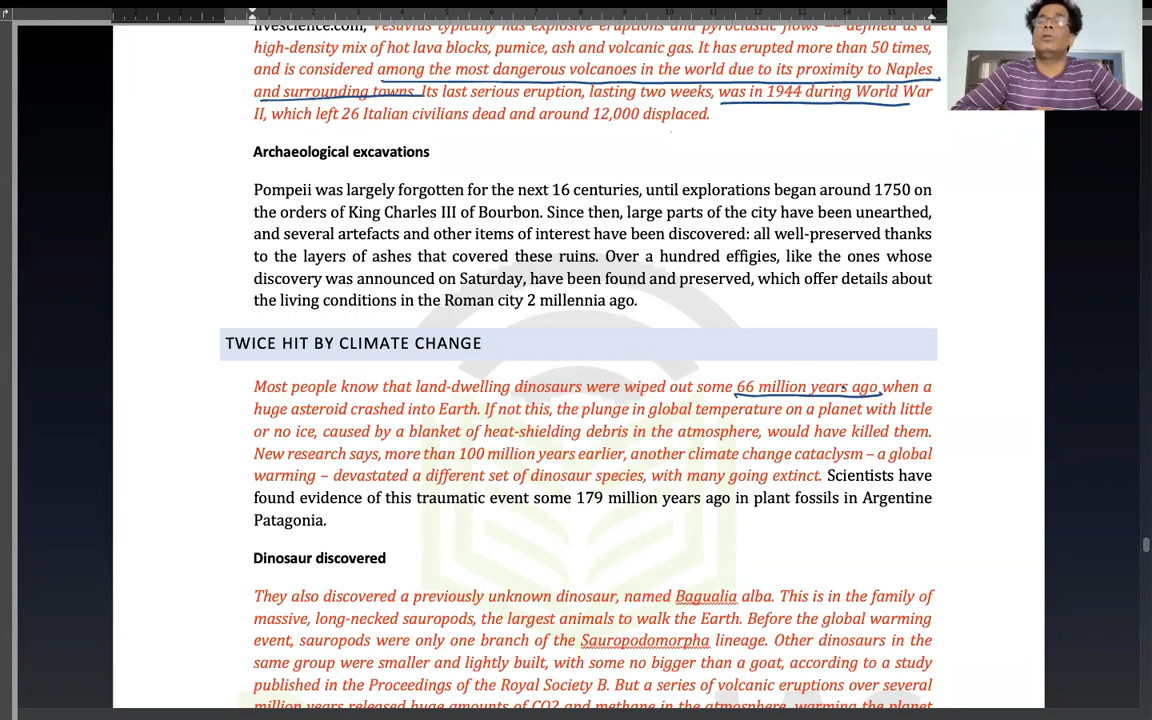 livescience.com, Vesuvius typically has explosive eruptions and pyroclastic flows — defined as a
high-density mix of hot lava blocks, pumice, ash and volcanic gas. It has erupted more than 50 times,
and is considered among the most dangerous volcanoes in the world due to its proximity to Naples
and surrounding towns. Its last serious eruption, lasting two weeks, was in 1944 during World War
II, which left 26 Italian civilians dead and around 12,000 displaced.
Archaeological excavations
Pompeii was largely forgotten for the next 16 centuries, until explorations began around 1750 on
the orders of King Charles III of Bourbon. Since then, large parts of the city have been unearthed,
and several artefacts and other items of interest have been discovered: all well-preserved thanks
to the layers of ashes that covered these ruins. Over a hundred effigies, like the ones whose
discovery was announced on Saturday, have been found and preserved, which offer details about
the living conditions in the Roman city 2 millennia ago.
TWICE HIT BY CLIMATE CHANGE
Most people know that land-dwelling dinosaurs were wiped out some 66 million years ago when a
huge asteroid crashed into Earth. If not this, the plunge in global temperature on a planet with little
or no ice, caused by a blanket of heat-shielding debris in the atmosphere, would have killed them.
New research says, more than 100 million years earlier, another climate change cataclysm – a global
warming – devastated a different set of dinosaur species, with many going extinct. Scientists have
found evidence of this traumatic event some 179 million years ago in plant fossils in Argentine
Patagonia.
Dinosaur discovered
They also discovered a previously unknown dinosaur, named Bagualia alba. This is in the family of
massive, long-necked sauropods, the largest animals to walk the Earth. Before the global warming
event, sauropods were only one branch of the Sauropodomorpha lineage. Other dinosaurs in the
same group were smaller and lightly built, with some no bigger than a goat, according to a study
published in the Proceedings of the Royal Society B. But a series of volcanic eruptions over several
million years released huge amounts of CO2 and methane in the atmosphere, warming the planet